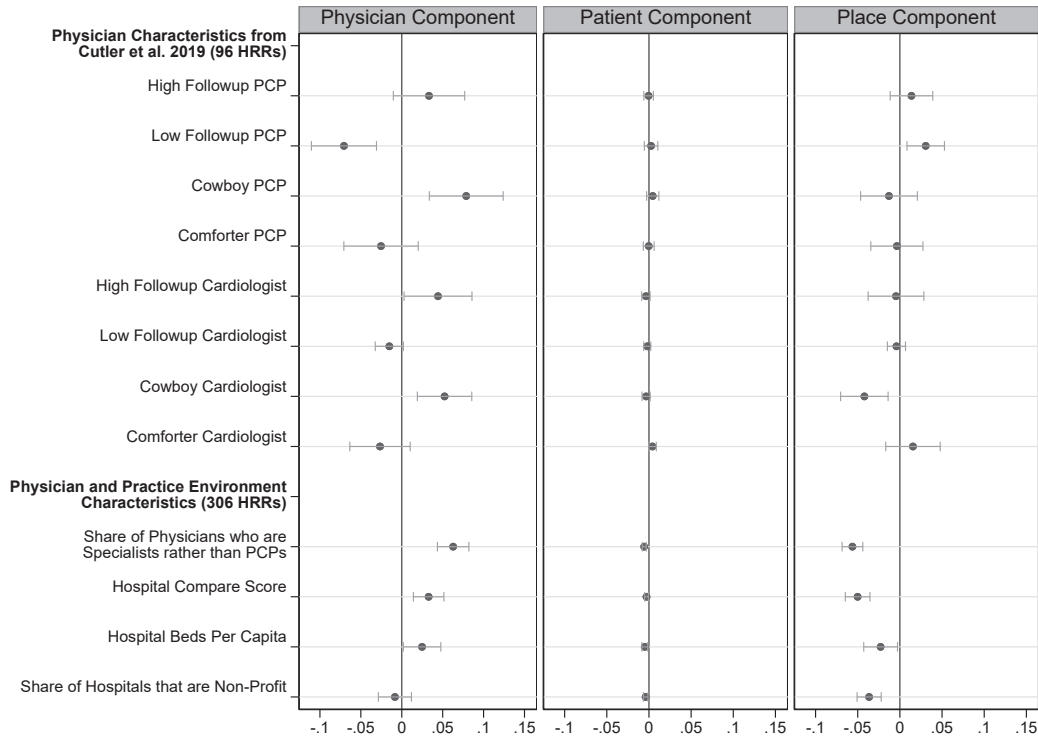 Physician Component Patient Component Place Component
Physician Characteristics from
Cutler et al. 2019 (96 HRRs)
High Followup PCP
Low Followup PCP
Cowboy PCP
Comforter PCP
High Followup Cardiologist
Low Followup Cardiologist
Cowboy Cardiologist
Comforter Cardiologist
Physician and Practice Environment
Characteristics (306 HRRs)
Share of Physicians who are
Specialists rather than PCPs
Hospital Compare Score
Hospital Beds Per Capita
Share of Hospitals that are Non-Profit
-.1 -.05 0 .05 .1 .15 -.1 -.05 0 .05 .1 .15 -.1 -.05 0 .05 .1 .15